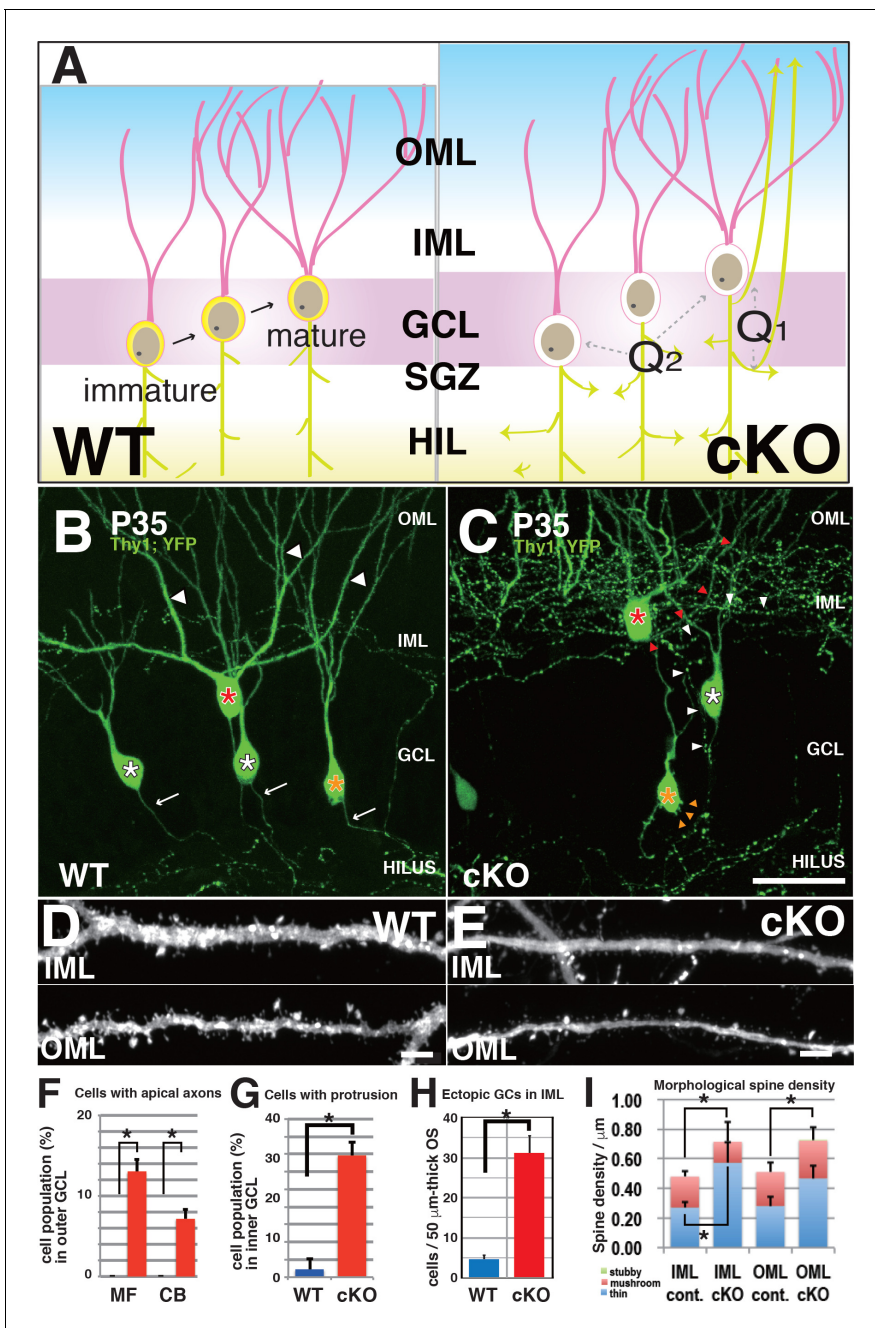 A
OML
IML
GCL
SGZ
HIL
mature
immature
Q1
Q2
WT
cKO
B
P35
Thy1; YFP
OML
IML
GCL
HILUS
WT
C
P35
Thy1; YFP
OML
IML
GCL
HILUS
cKO
D
WT
IML
OML
E
cKO
IML
OML
F
Cells with apical axons
cell population (%)
in outer GCL
20
10
0
*
*
MF
CB
G
Cells with protrusion
cell population (%)
in inner GCL
40
30
20
10
0
*
WT
cKO
H
Ectopic GCs in IML
cells / 50 μm-thick OS
40
30
20
10
0
*
WT
cKO
I
Morphological spine density
Spine density / μm
1.00
0.80
0.60
0.40
0.20
0.00
*
*
*
stubby
mushroom
thin
IML cont.
IML cKO
OML cont.
OML cKO